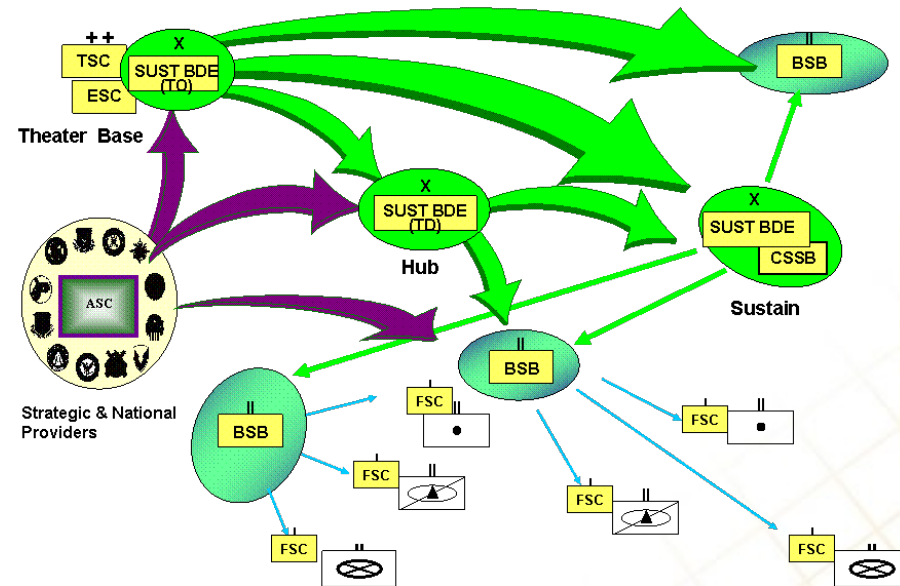 ++
TSC
ESC
X
SUST BDE
(TO)
Theater Base
II
BSB
X
SUST BDE
(TD)
Hub
X
SUST BDE
CSSB
Sustain
ASC
Strategic & National
Providers
II
BSB
II
BSB
I
FSC
II
I
FSC
II
I
FSC
II
I
FSC
II
I
FSC
II
I
FSC
II